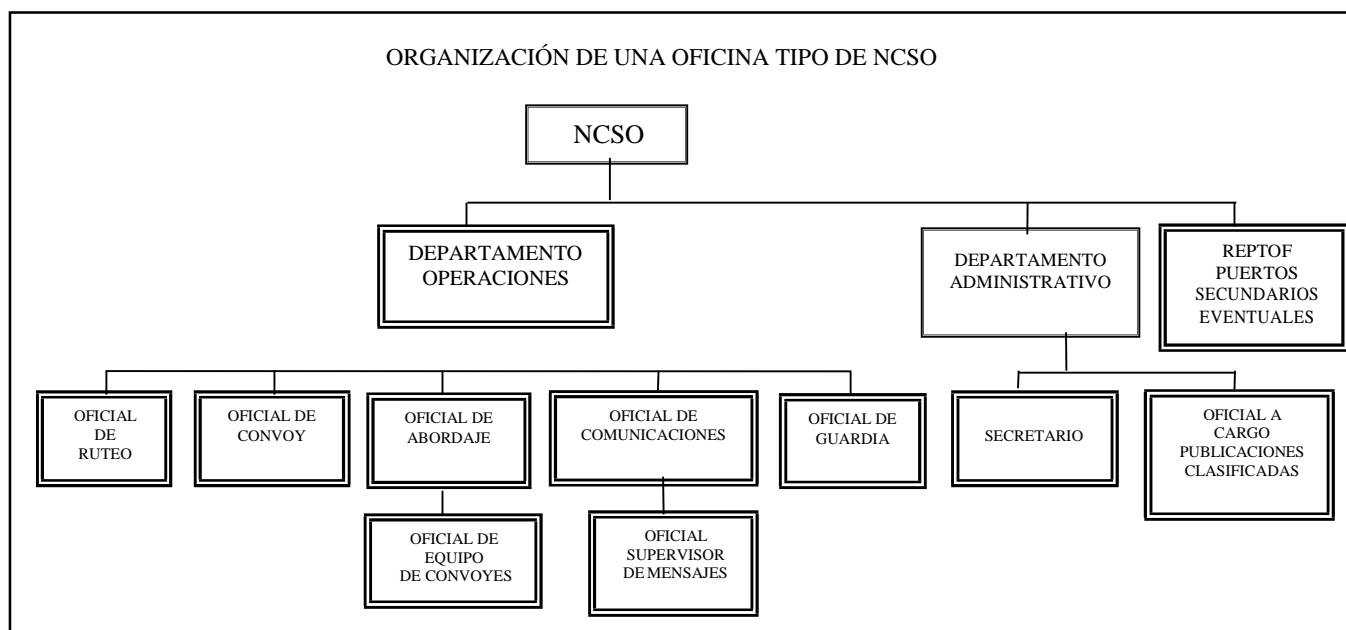 ORGANIZACIÓN DE UNA OFICINA TIPO DE NCSO
NCSO
DEPARTAMENTO
OPERACIONES
DEPARTAMENTO
ADMINISTRATIVO
REPTOF
PUERTOS
SECUNDARIOS
EVENTUALES
OFICIAL
DE
RUTEO
OFICIAL DE
CONVOY
OFICIAL DE
ABORDAJE
OFICIAL DE
COMUNICACIONES
OFICIAL DE
GUARDIA
SECRETARIO
OFICIAL A
CARGO
PUBLICACIONES
CLASIFICADAS
OFICIAL DE
EQUIPO
DE CONVOYES
OFICIAL
SUPERVISOR
DE MENSAJES